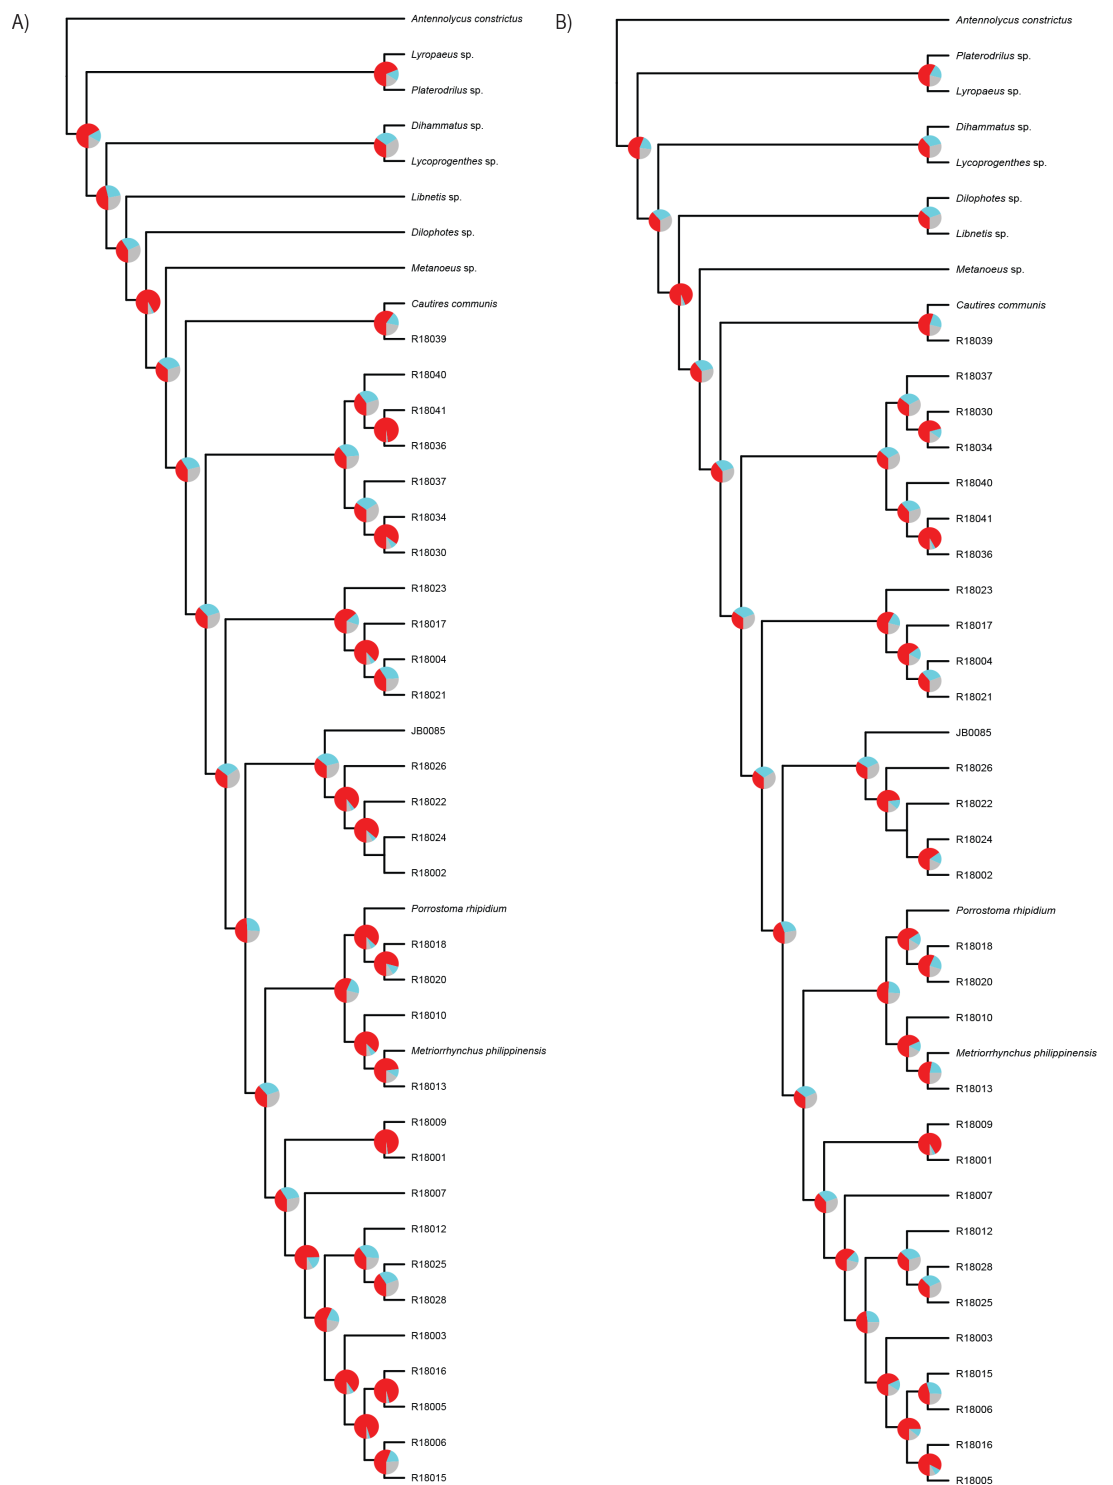 A)
Antennolycus constrictus
Lyropaeus sp.
Platerodrilus sp.
Dihammatus sp.
Lycoprogenthes sp.
Libnetis sp.
Dilophotes sp.
Metanoeus sp.
Cautires communis
R18039
R18040
R18041
R18036
R18037
R18034
R18030
R18023
R18017
R18004
R18021
JB0085
R18026
R18022
R18024
R18002
Porrostoma rhipidium
R18018
R18020
R18010
Metriorrhynchus philippinensis
R18013
R18009
R18001
R18007
R18012
R18025
R18028
R18003
R18016
R18005
R18006
R18015
B)
Antennolycus constrictus
Platerodrilus sp.
Lyropaeus sp.
Dihammatus sp.
Lycoprogenthes sp.
Dilophotes sp.
Libnetis sp.
Metanoeus sp.
Cautires communis
R18039
R18037
R18030
R18034
R18040
R18041
R18036
R18023
R18017
R18004
R18021
JB0085
R18026
R18022
R18024
R18002
Porrostoma rhipidium
R18018
R18020
R18010
Metriorrhynchus philippinensis
R18013
R18009
R18001
R18007
R18012
R18028
R18025
R18003
R18015
R18006
R18016
R18005